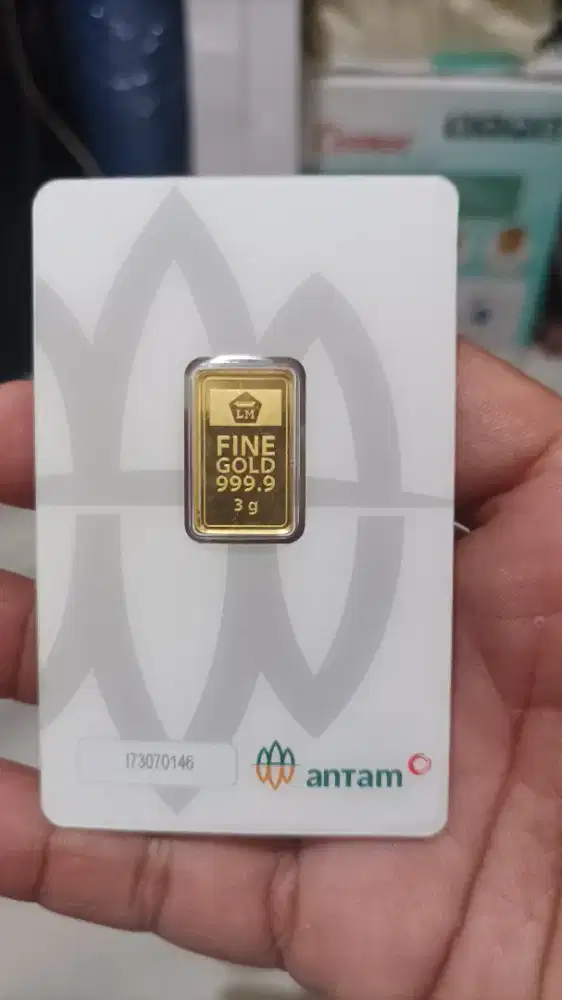 LM
FINE
GOLD
999.9
3 g
I73070146
antam